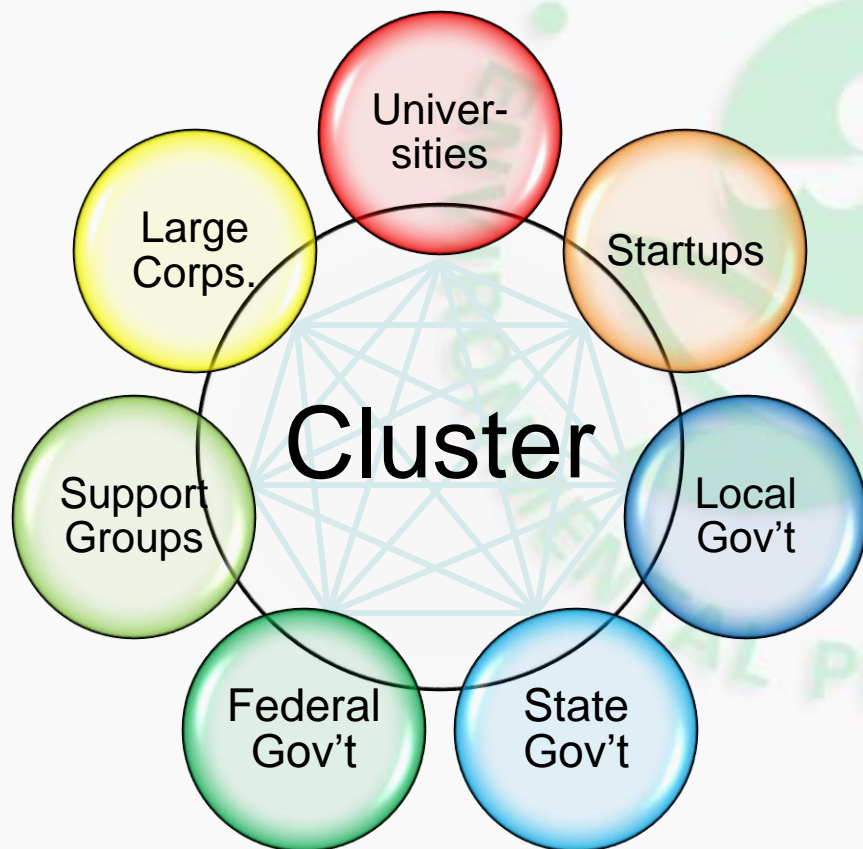 Univer-
sities
Startups
Local
Gov’t
State
Gov’t
Federal
Gov’t
Support
Groups
Large
Corps.
Cluster